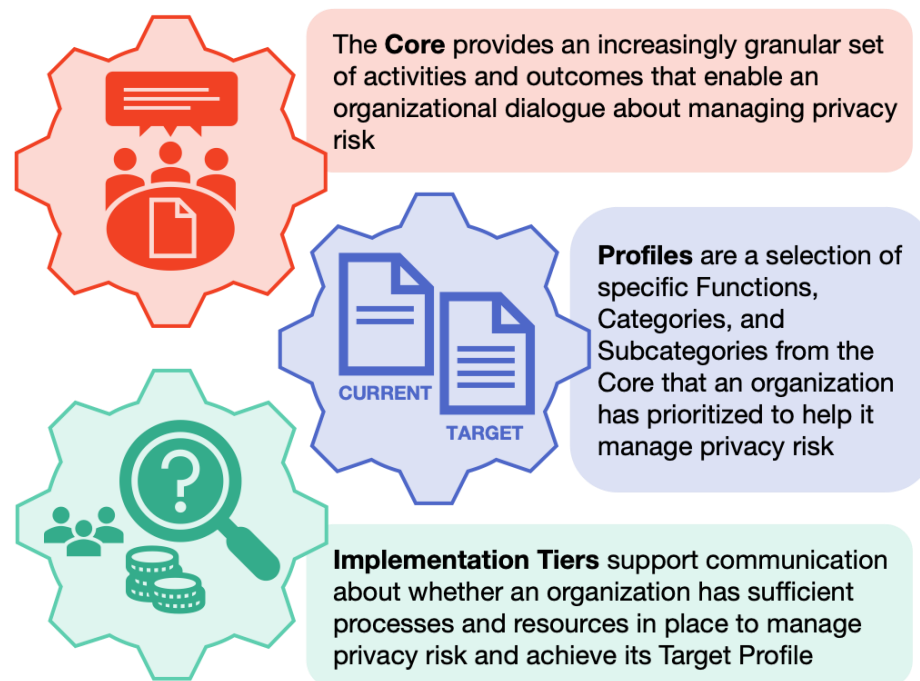 The Core provides an increasingly granular set
of activities and outcomes that enable an
organizational dialogue about managing privacy
risk
CURRENT
TARGET
Profiles are a selection of
specific Functions,
Categories, and
Subcategories from the
Core that an organization
has prioritized to help it
manage privacy risk
?
Implementation Tiers support communication
about whether an organization has sufficient
processes and resources in place to manage
privacy risk and achieve its Target Profile